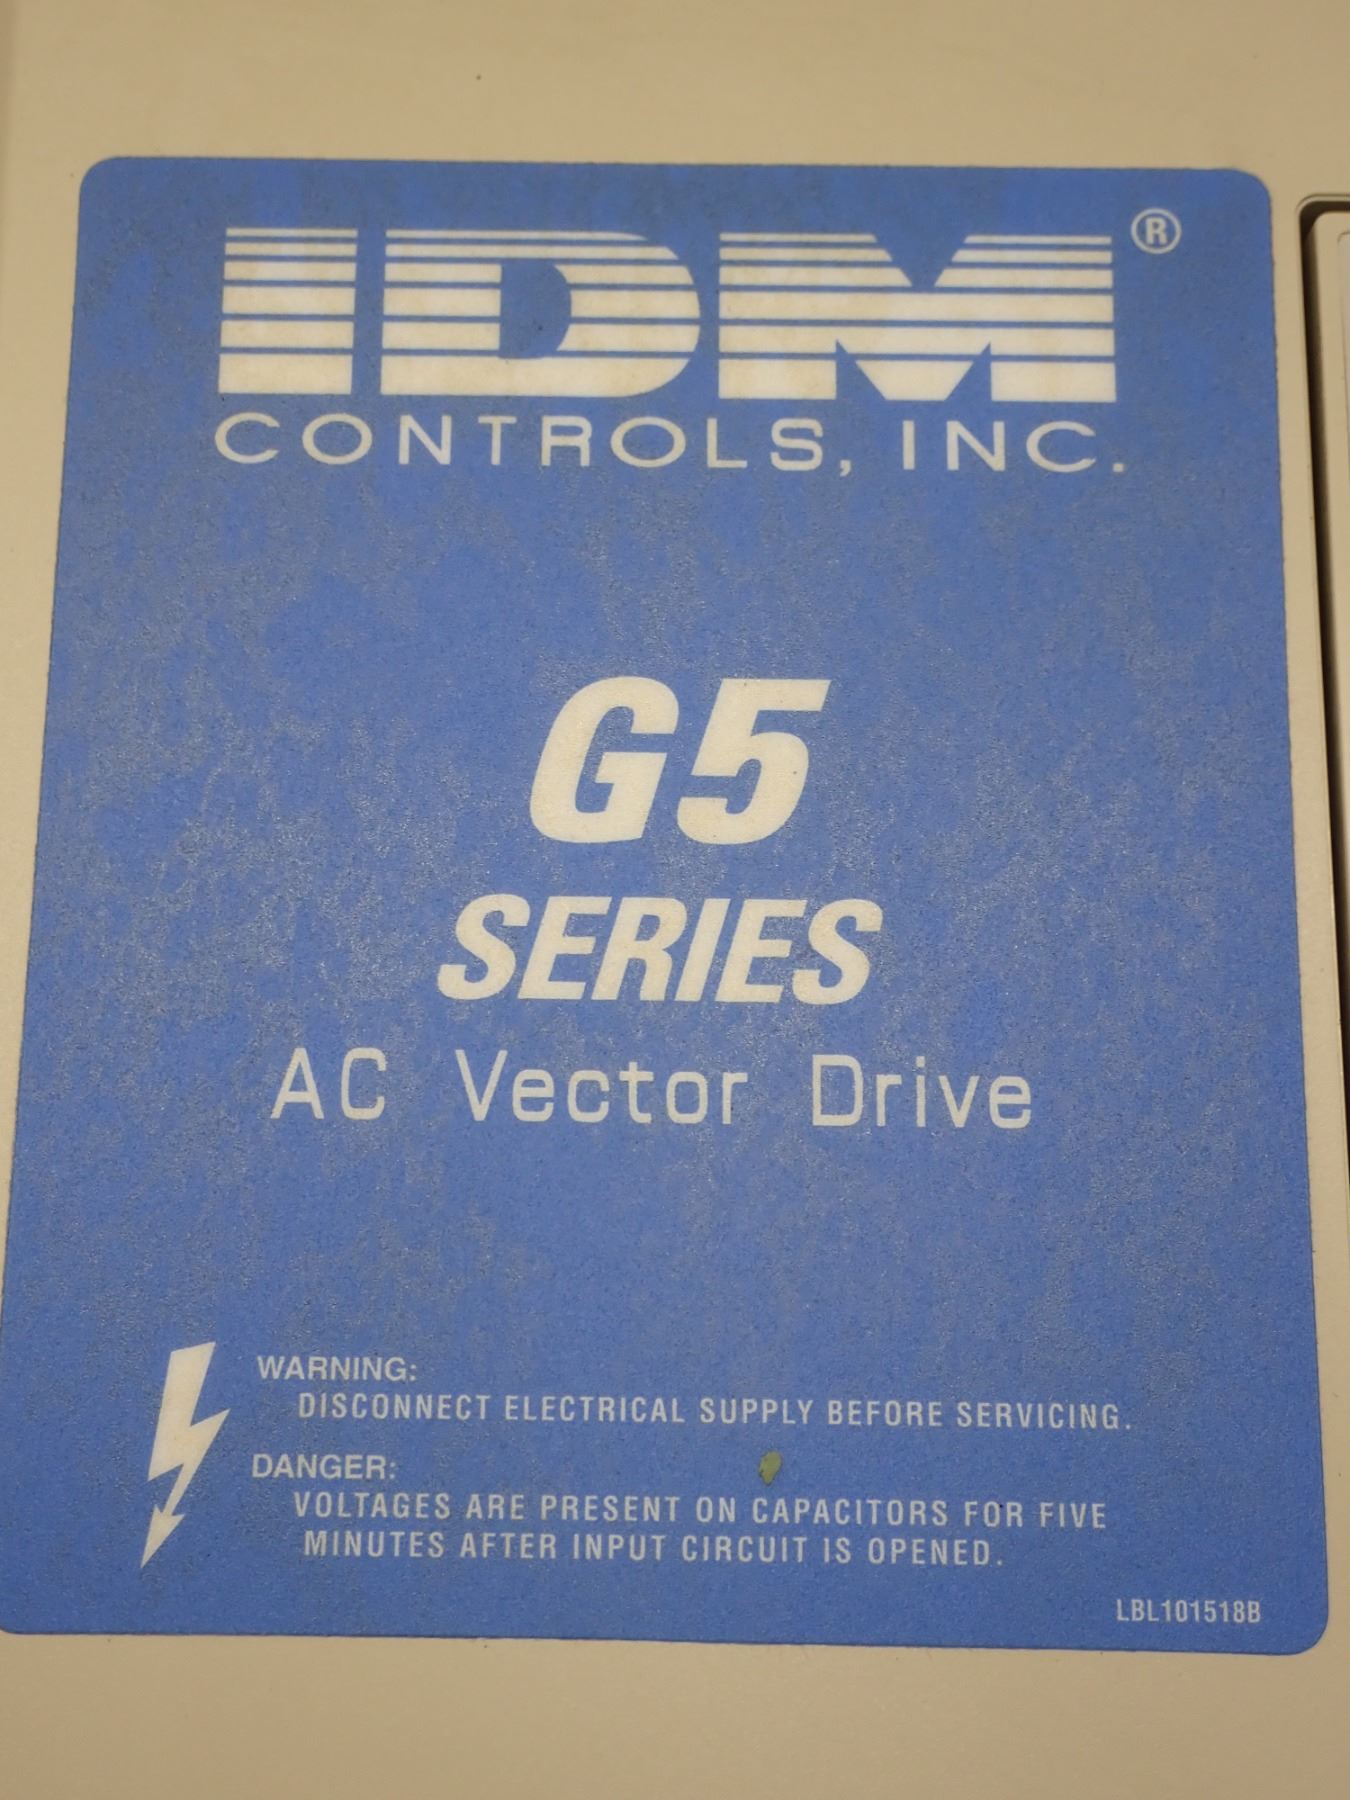 IDM®
CONTROLS, INC.
G5
SERIES
AC Vector Drive
WARNING:
DISCONNECT ELECTRICAL SUPPLY BEFORE SERVICING.
DANGER:
VOLTAGES ARE PRESENT ON CAPACITORS FOR FIVE
MINUTES AFTER INPUT CIRCUIT IS OPENED.
LBL101518B